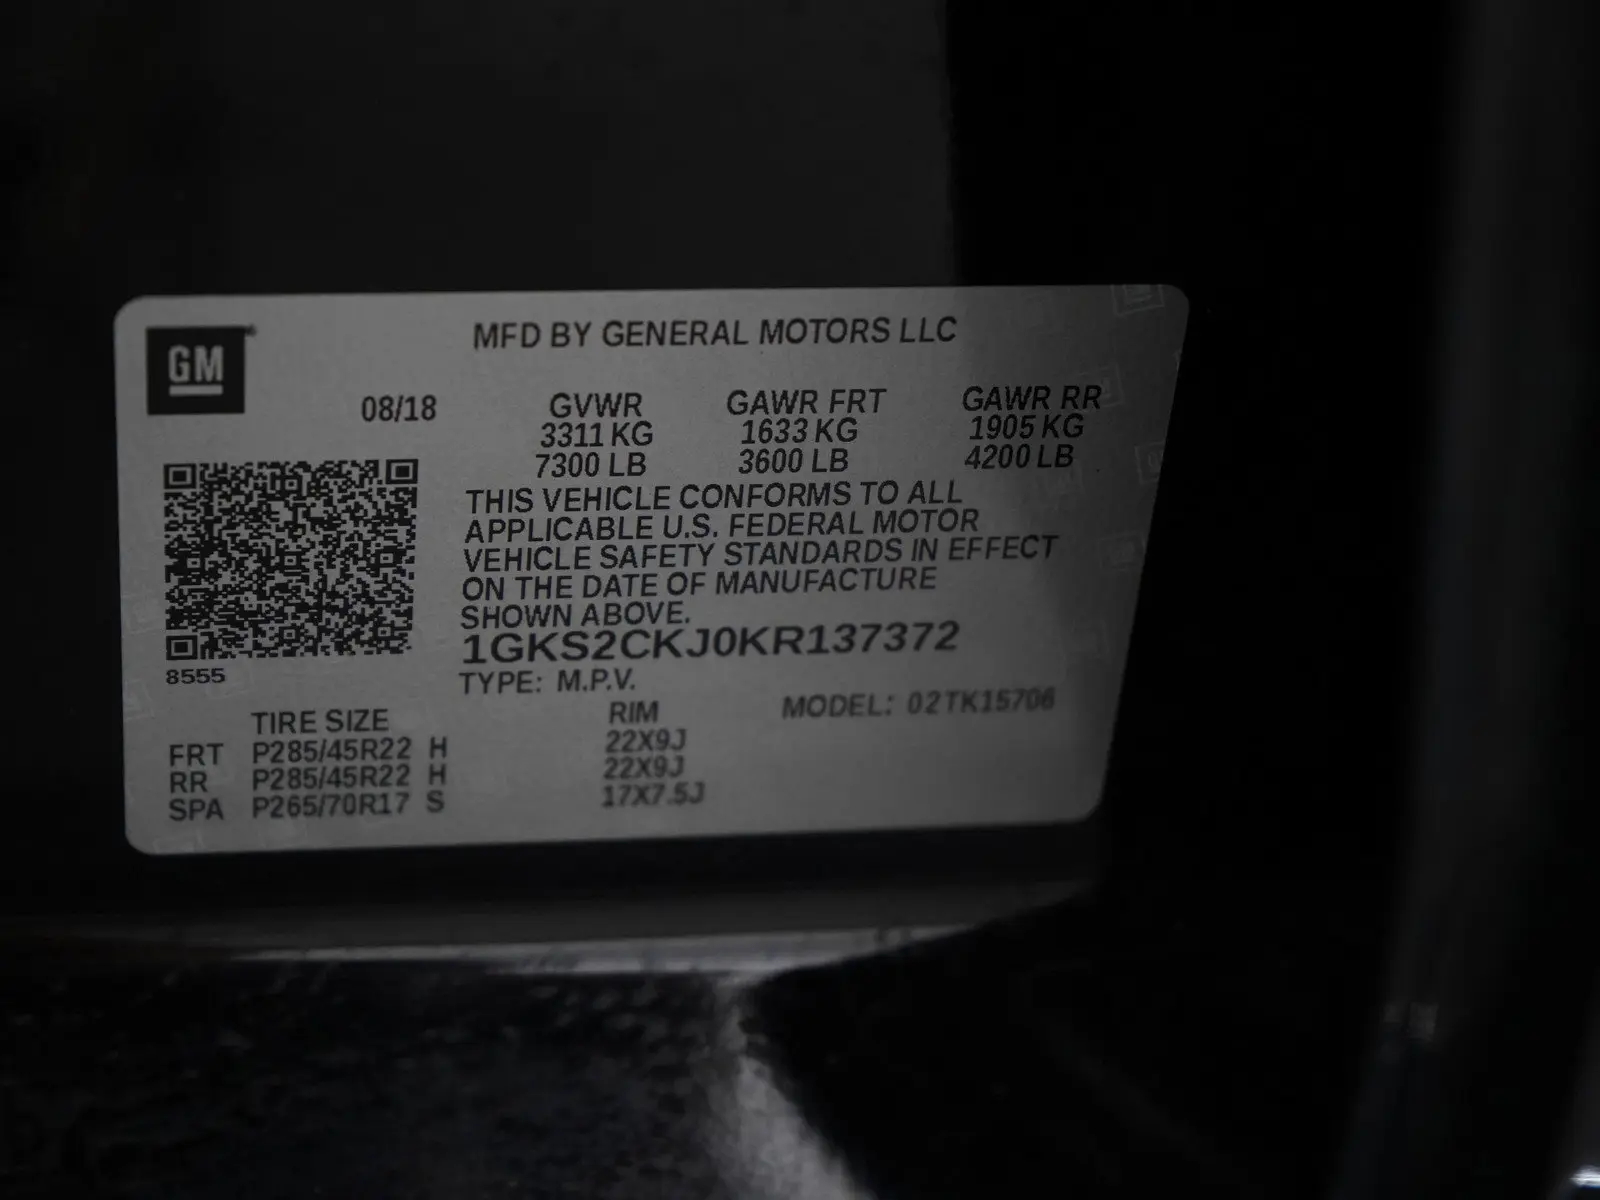 GM
MFD BY GENERAL MOTORS LLC
08/18 GVWR GAWR FRT GAWR RR
3311 KG 1633 KG 1905 KG
7300 LB 3600 LB 4200 LB
THIS VEHICLE CONFORMS TO ALL
APPLICABLE U.S. FEDERAL MOTOR
VEHICLE SAFETY STANDARDS IN EFFECT
ON THE DATE OF MANUFACTURE
SHOWN ABOVE.
1GKS2CKJ0KR137372
8555
TYPE: M.P.V.
MODEL: 02TK15706
TIRE SIZE RIM
FRT P285/45R22 H 22X9J
RR P285/45R22 H 22X9J
SPA P265/70R17 S 17X7.5J